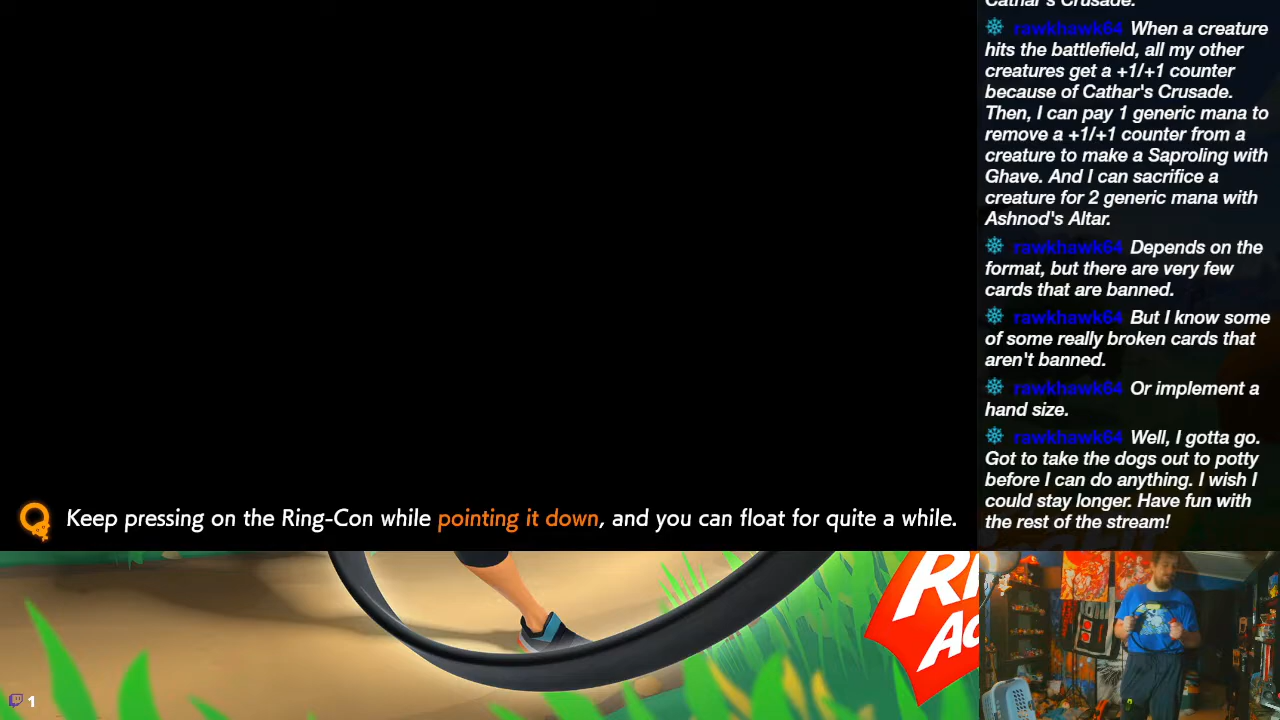 Cathar's Crusade.
rawkhawk64 When a creature
hits the battlefield, all my other
creatures get a +1/+1 counter
because of Cathar's Crusade.
Then, I can pay 1 generic mana to
remove a +1/+1 counter from a
creature to make a Saproling with
Ghave. And I can sacrifice a
creature for 2 generic mana with
Ashnod's Altar.
rawkhawk64 Depends on the
format, but there are very few
cards that are banned.
rawkhawk64 But I know some
of some really broken cards that
aren't banned.
rawkhawk64 Or implement a
hand size.
rawkhawk64 Well, I gotta go.
Got to take the dogs out to potty
before I can do anything. I wish I
could stay longer. Have fun with
the rest of the stream!
Keep pressing on the Ring-Con while pointing it down, and you can float for quite a while.
1